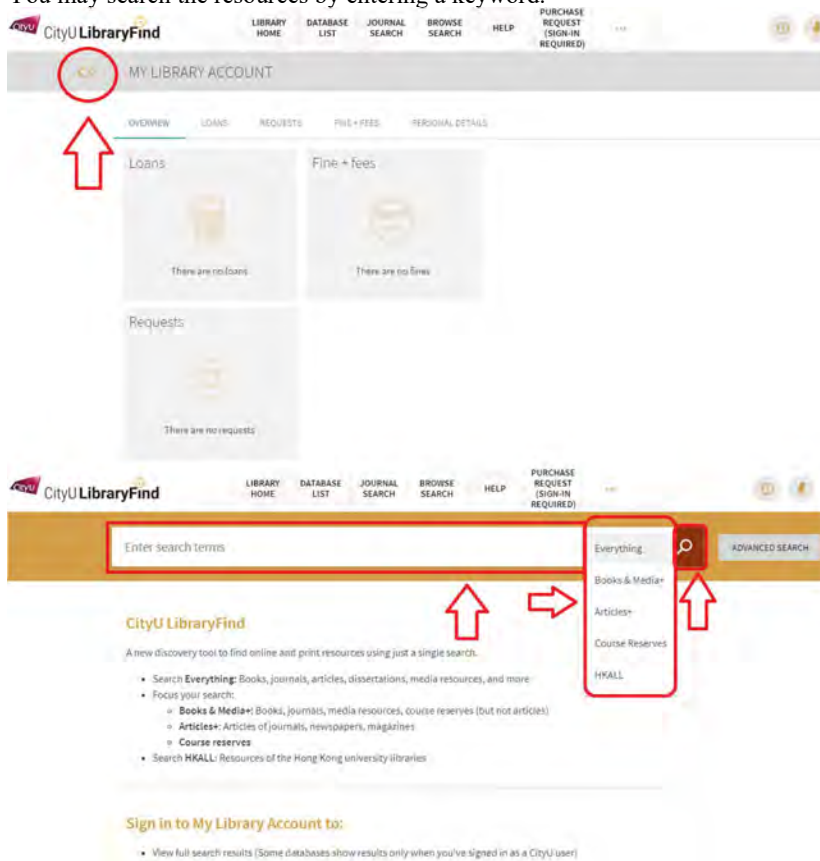 You may search the resources by entering a keyword.
CityU LibraryFind
LIBRARY HOME
DATABASE LIST
JOURNAL SEARCH
BROWSE SEARCH
HELP
PURCHASE REQUEST (SIGN-IN REQUIRED)
...
MY LIBRARY ACCOUNT
OVERVIEW LOANS REQUESTS FINE + FEES PERSONAL DETAILS
Loans
There are no loans
Fine + fees
There are no fines
Requests
There are no requests
CityU LibraryFind
LIBRARY HOME
DATABASE LIST
JOURNAL SEARCH
BROWSE SEARCH
HELP
PURCHASE REQUEST (SIGN-IN REQUIRED)
...
Enter search terms
Everything
Books & Media+
Articles+
Course Reserves
HKALL
ADVANCED SEARCH
CityU LibraryFind
A new discovery tool to find online and print resources using just a single search.
• Search Everything: Books, journals, articles, dissertations, media resources, and more
• Focus your search:
Books & Media+: Books, journals, media resources, course reserves (but not articles)
Articles+: Articles of journals, newspapers, magazines
Course reserves
• Search HKALL: Resources of the Hong Kong university libraries
Sign in to My Library Account to:
• View full search results (Some databases show results only when you've signed in as a CityU user)